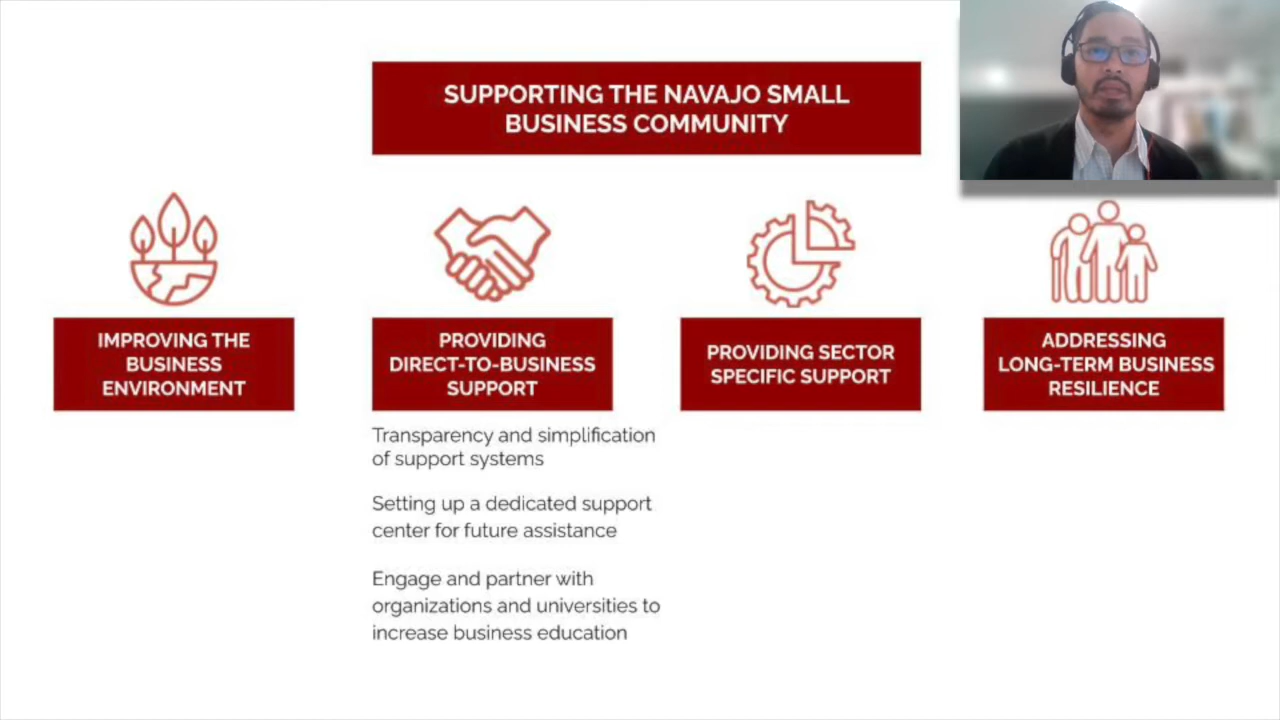 SUPPORTING THE NAVAJO SMALL
BUSINESS COMMUNITY
IMPROVING THE
BUSINESS
ENVIRONMENT
PROVIDING
DIRECT-TO-BUSINESS
SUPPORT
PROVIDING SECTOR
SPECIFIC SUPPORT
ADDRESSING
LONG-TERM BUSINESS
RESILIENCE
Transparency and simplification
of support systems
Setting up a dedicated support
center for future assistance
Engage and partner with
organizations and universities to
increase business education